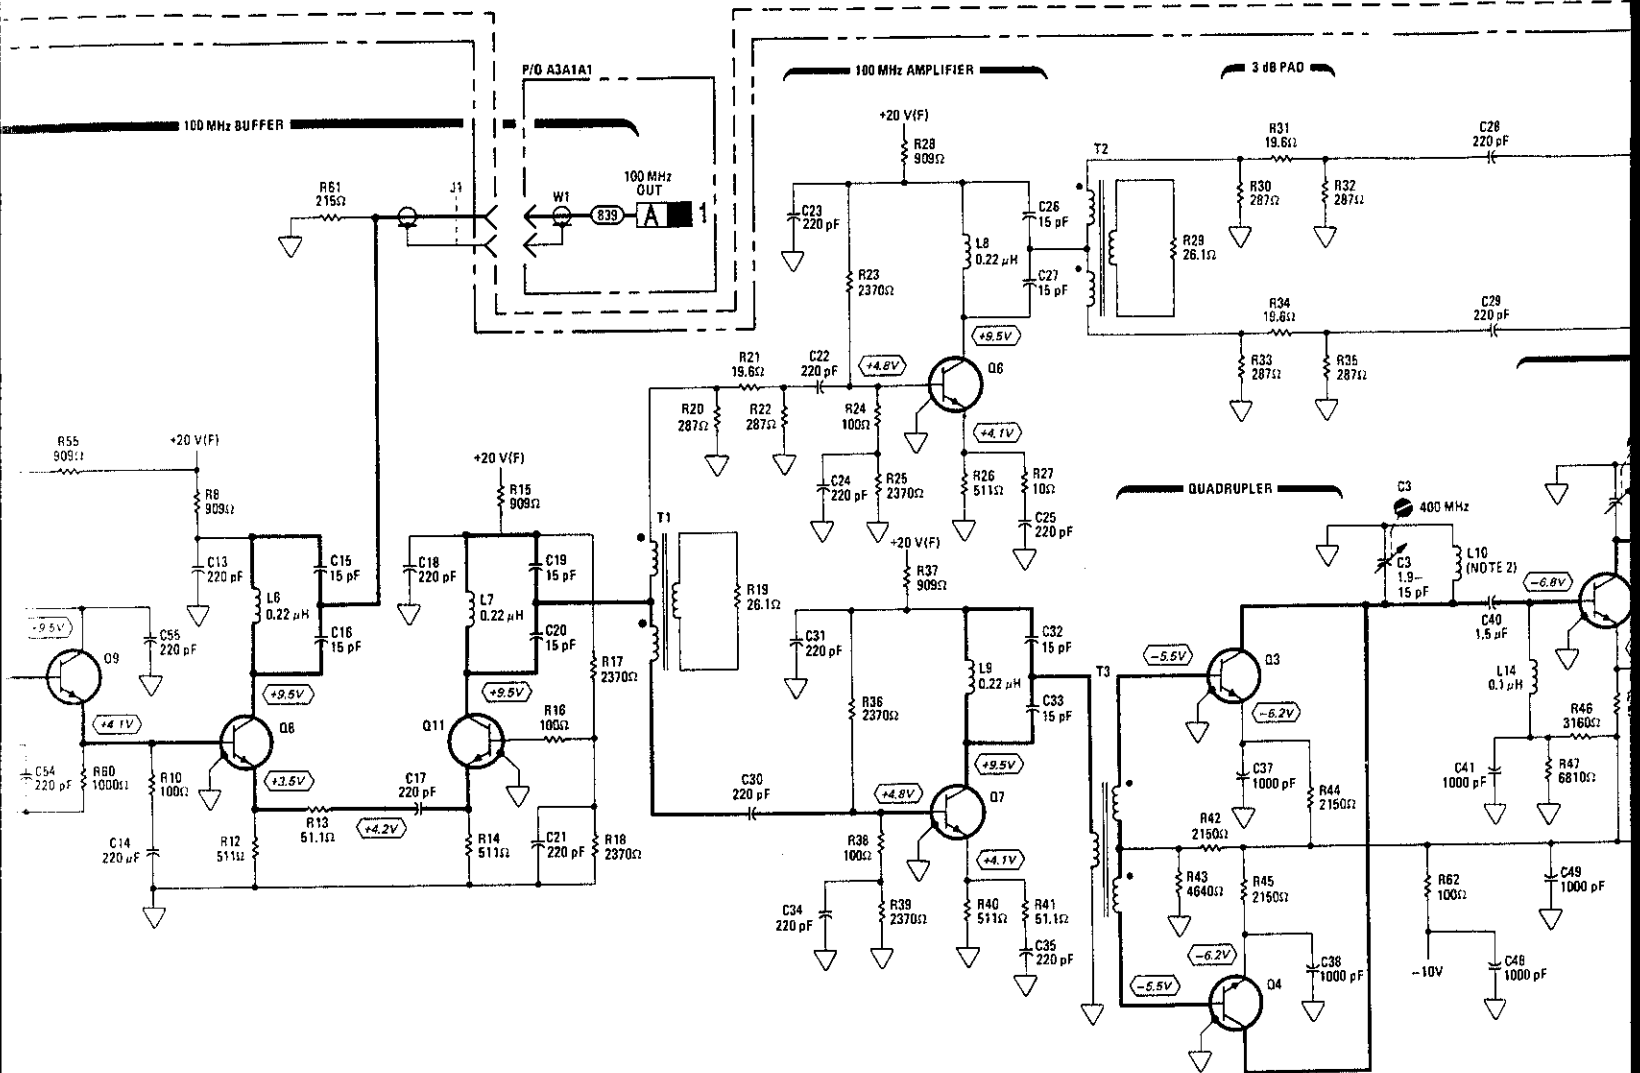 P/O A3A1A1
100 MHz AMPLIFIER
3 dB PAD
100 MHz BUFFER
+20 V(F)
R28
909Ω
T2
R31
19.6Ω
C28
220 pF
R61
215Ω
J1
W1
100 MHz
OUT
839
A
1
C23
220 pF
C26
15 pF
R30
287Ω
R32
287Ω
L8
0.22 µH
R29
26.1Ω
R23
2370Ω
C27
15 pF
R34
19.6Ω
C29
220 pF
+9.5V
R21
19.6Ω
C22
220 pF
+4.8V
Q6
R33
287Ω
R35
287Ω
R20
287Ω
R22
287Ω
R24
100Ω
+4.1V
R55
909Ω
+20 V(F)
+20 V(F)
R15
909Ω
R8
909Ω
C24
220 pF
R25
2370Ω
R26
511Ω
R27
10Ω
C25
220 pF
QUADRUPLER
C3
400 MHz
T1
+20 V(F)
R37
909Ω
C13
220 pF
C15
15 pF
C18
220 pF
C19
15 pF
C3
1.9–
15 pF
L10
(NOTE 2)
-6.8V
L6
0.22 µH
L7
0.22 µH
R19
26.1Ω
C40
1.5 µF
-9.5V
C55
220 pF
C16
15 pF
C20
15 pF
C31
220 pF
C32
15 pF
Q9
R17
2370Ω
L9
0.22 µH
T3
-5.5V
Q3
L14
0.1 µH
+9.5V
+9.5V
R36
2370Ω
C33
15 pF
-6.2V
R46
3160Ω
+4.1V
Q8
Q11
R16
100Ω
C54
220 pF
R60
1000Ω
R10
100Ω
+3.5V
C17
220 pF
C30
220 pF
+4.8V
+9.5V
Q7
C37
1000 pF
R44
2150Ω
C41
1000 pF
R47
6810Ω
R13
51.1Ω
+4.2V
R42
2150Ω
C14
220 µF
R12
511Ω
R14
511Ω
C21
220 pF
R18
2370Ω
R38
100Ω
+4.1V
R43
4640Ω
R45
2150Ω
R62
100Ω
C49
1000 pF
C34
220 pF
R39
2370Ω
R40
511Ω
R41
51.1Ω
C35
220 pF
-6.2V
C38
1000 pF
–10V
C48
1000 pF
-5.5V
Q4